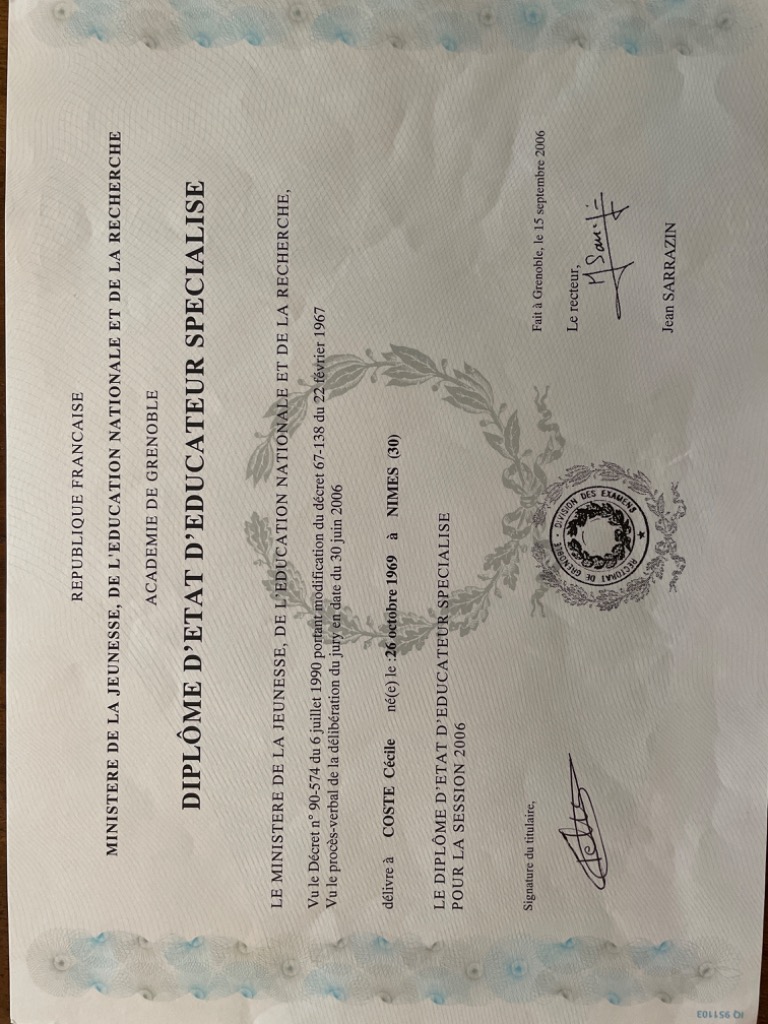 REPUBLIQUE FRANCAISE
MINISTERE DE LA JEUNESSE, DE L'EDUCATION NATIONALE ET DE LA RECHERCHE
ACADEMIE DE GRENOBLE
DIPLÔME D'ETAT D'EDUCATEUR SPECIALISE
LE MINISTERE DE LA JEUNESSE, DE L'EDUCATION NATIONALE ET DE LA RECHERCHE,
Vu le Décret n° 90-574 du 6 juillet 1990 portant modification du décret 67-138 du 22 février 1967
Vu le procès-verbal de la délibération du jury en date du 30 juin 2006
délivre à COSTE Cécile né(e) le :26 octobre 1969 à NIMES (30)
LE DIPLÔME D'ETAT D'EDUCATEUR SPECIALISE
POUR LA SESSION 2006
Fait à Grenoble, le 15 septembre 2006
Signature du titulaire,
Le recteur,
Jean SARRAZIN
RECTORAT DE GRENOBLE - DIVISION DES EXAMENS
IQ 951103